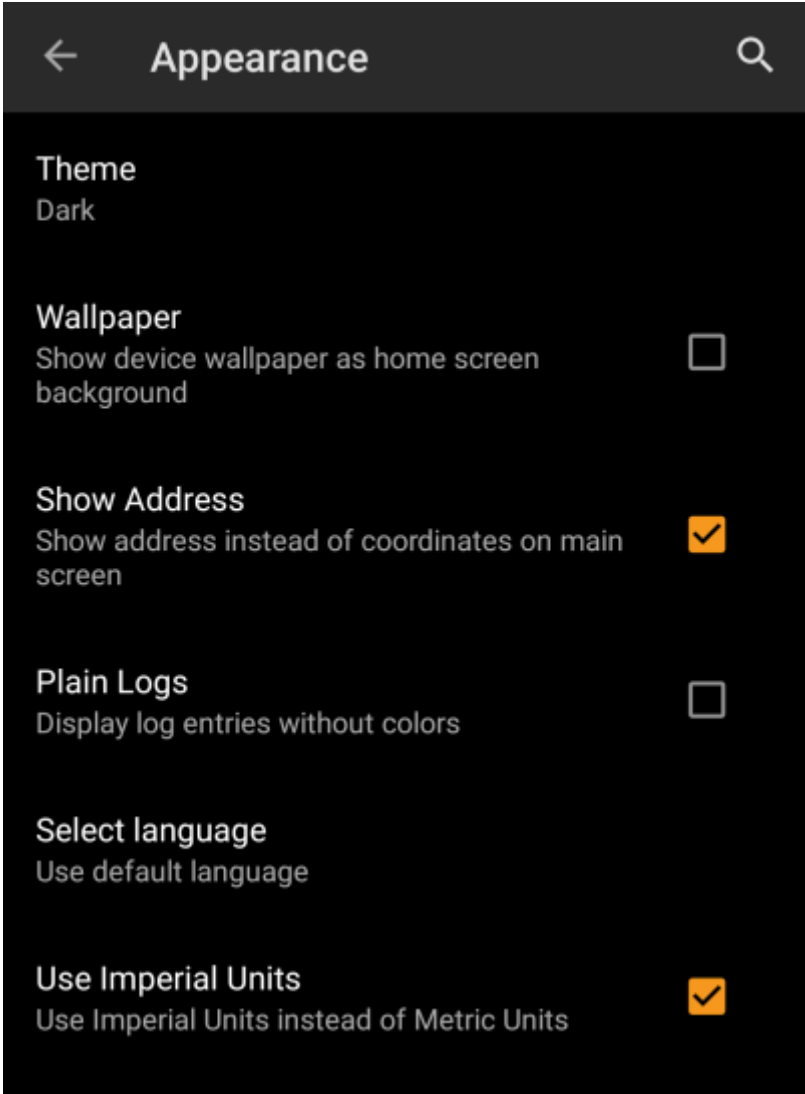 Appearance
Theme
Dark
Wallpaper
Show device wallpaper as home screen
background
Show Address
Show address instead of coordinates on main
screen
Plain Logs
Display log entries without colors
Select language
Use default language
Use Imperial Units
Use Imperial Units instead of Metric Units